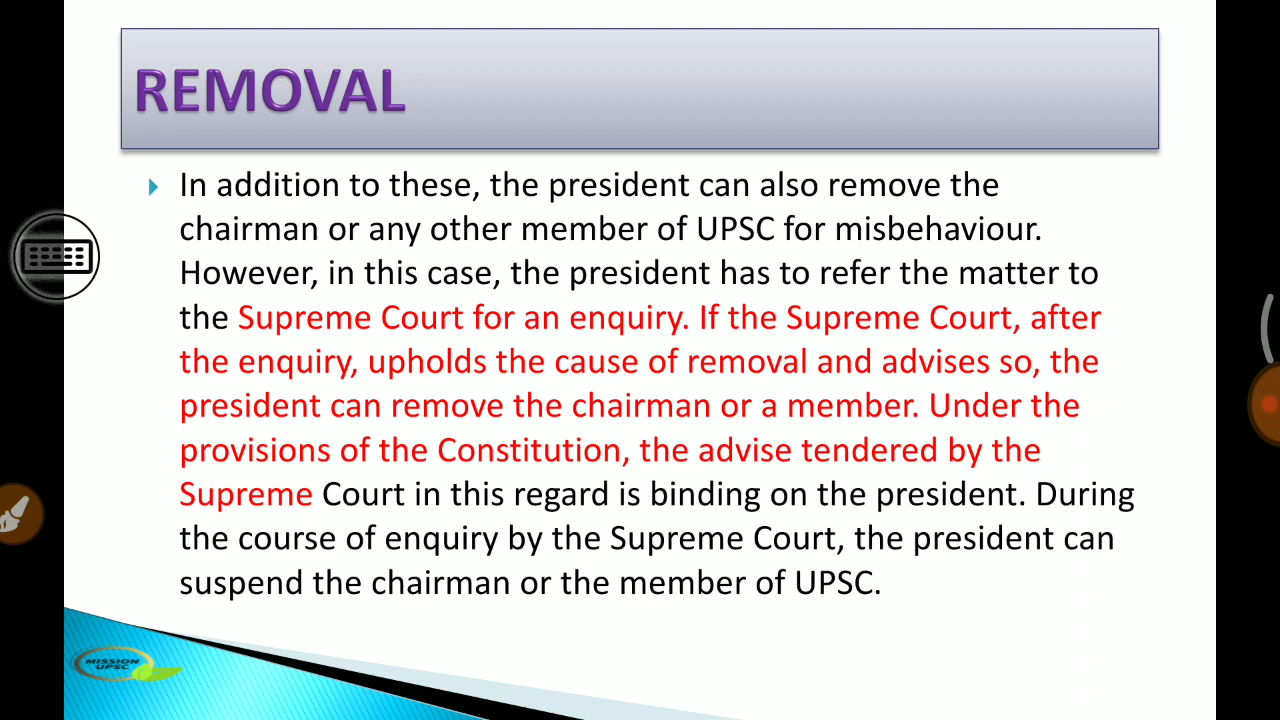 REMOVAL
In addition to these, the president can also remove the
chairman or any other member of UPSC for misbehaviour.
However, in this case, the president has to refer the matter to
the Supreme Court for an enquiry. If the Supreme Court, after
the enquiry, upholds the cause of removal and advises so, the
president can remove the chairman or a member. Under the
provisions of the Constitution, the advise tendered by the
Supreme Court in this regard is binding on the president. During
the course of enquiry by the Supreme Court, the president can
suspend the chairman or the member of UPSC.
MISSION
UPSC